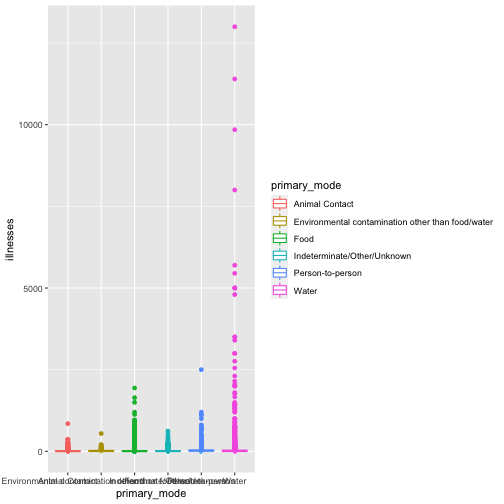 illnesses
10000
5000
0
primary_mode
primary_mode
Animal Contact
Environmental contamination other than food/water
Food
Indeterminate/Other/Unknown
Person-to-person
Water